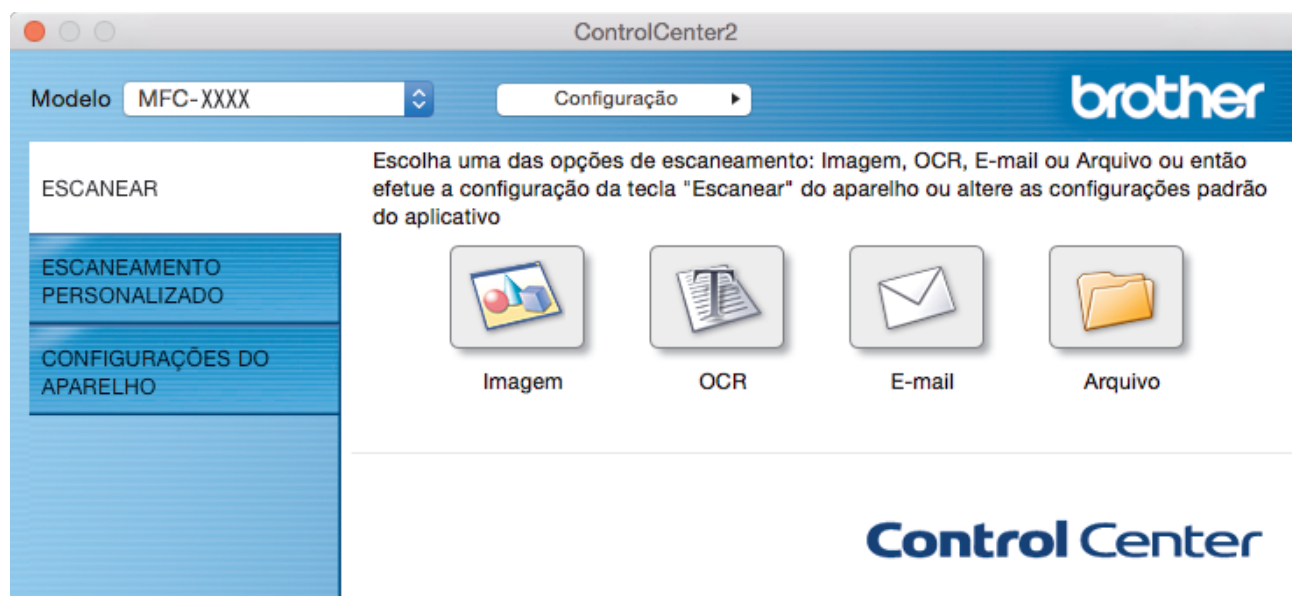 ControlCenter2
Modelo MFC-XXXX Configuração brother
ESCANEAR
ESCANEAMENTO
PERSONALIZADO
CONFIGURAÇÕES DO
APARELHO
Escolha uma das opções de escaneamento: Imagem, OCR, E-mail ou Arquivo ou então
efetue a configuração da tecla "Escanear" do aparelho ou altere as configurações padrão
do aplicativo
Imagem OCR E-mail Arquivo
Control Center